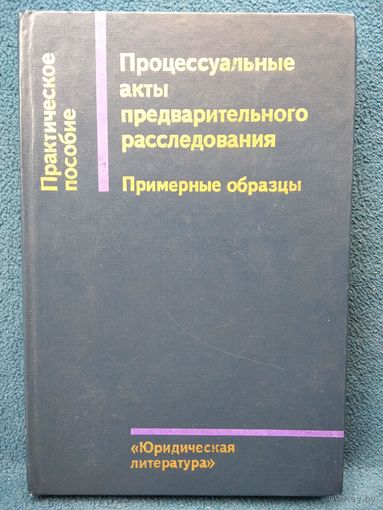 Практическое
пособие
Процессуальные
акты
предварительного
расследования
Примерные образцы
«Юридическая
литература»